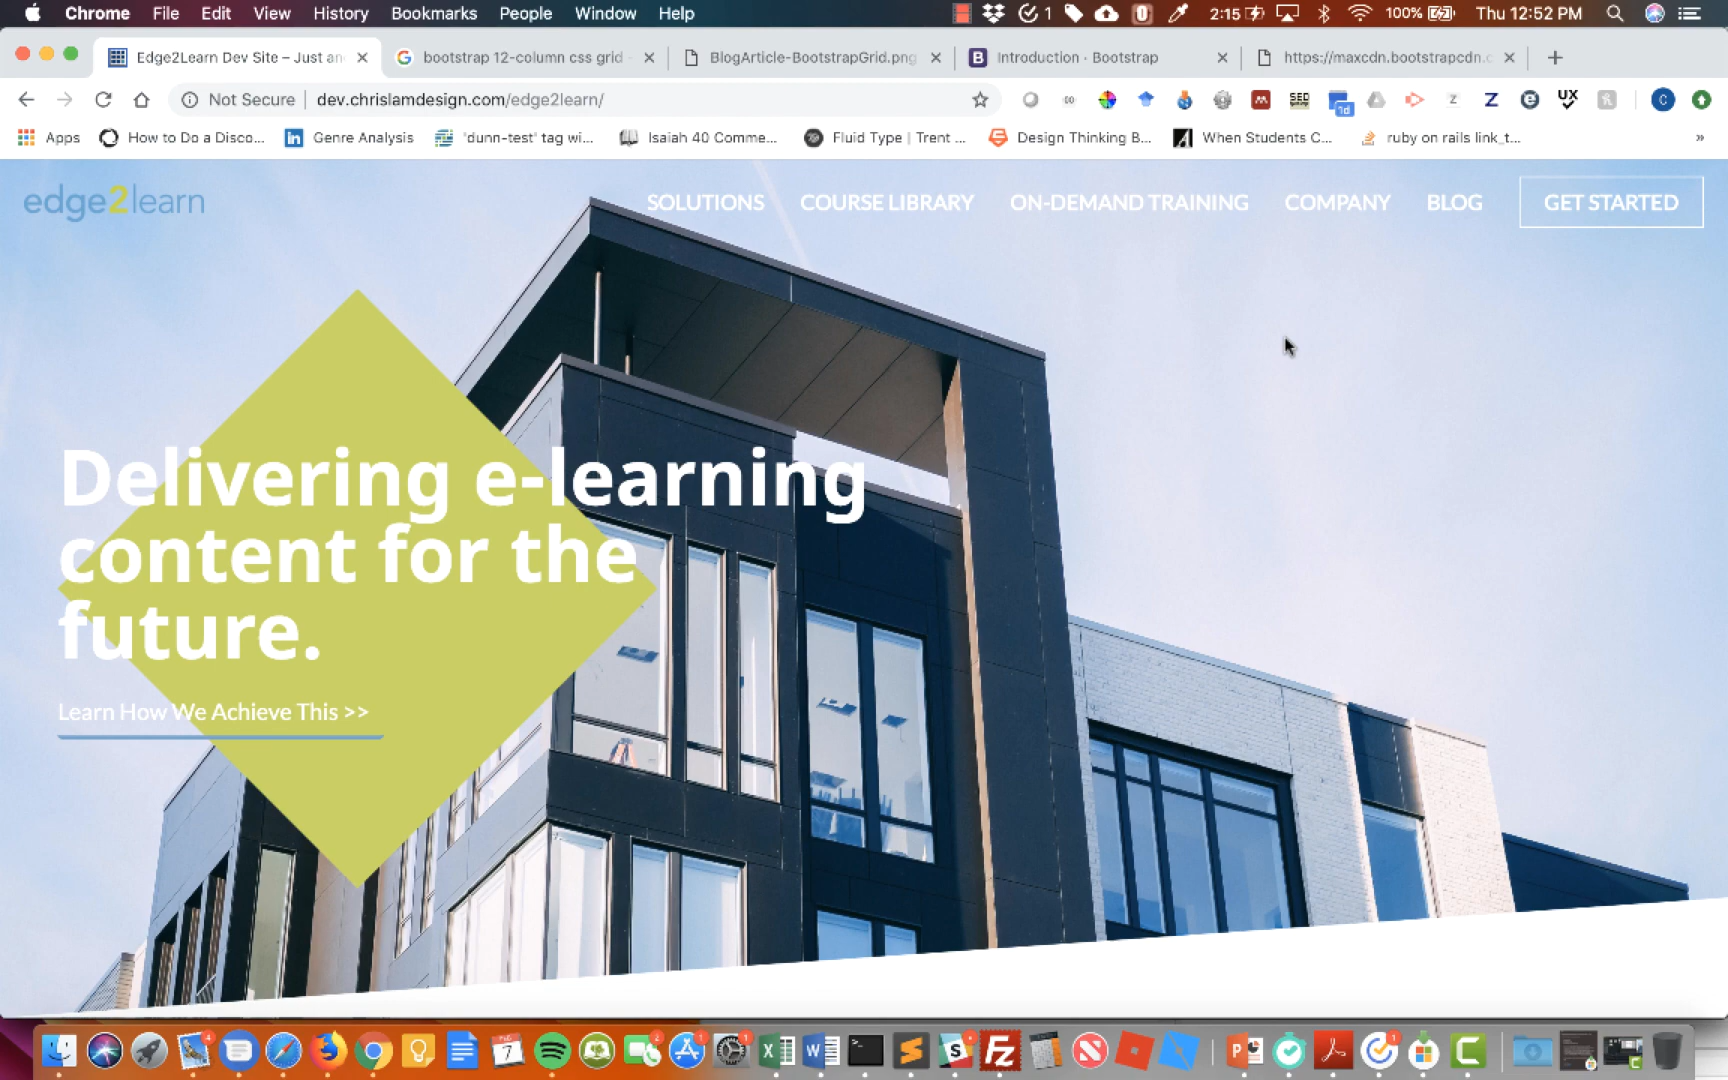 Chrome File Edit View History Bookmarks People Window Help 1 2:15 100% Thu 12:52 PM
Edge2Learn Dev Site – Just an bootstrap 12-column css grid - BlogArticle-BootstrapGrid.png Introduction · Bootstrap https://maxcdn.bootstrapcdn.c
Not Secure dev.chrislamdesign.com/edge2learn/ SEO 1d Z Z UX C
Apps How to Do a Disco... Genre Analysis 'dunn-test' tag wi... Isaiah 40 Comme... Fluid Type | Trent ... Design Thinking B... When Students C... ruby on rails link_t... »
edge2learn SOLUTIONS COURSE LIBRARY ON-DEMAND TRAINING COMPANY BLOG GET STARTED
Delivering e-learning
content for the
future.
Learn How We Achieve This >>